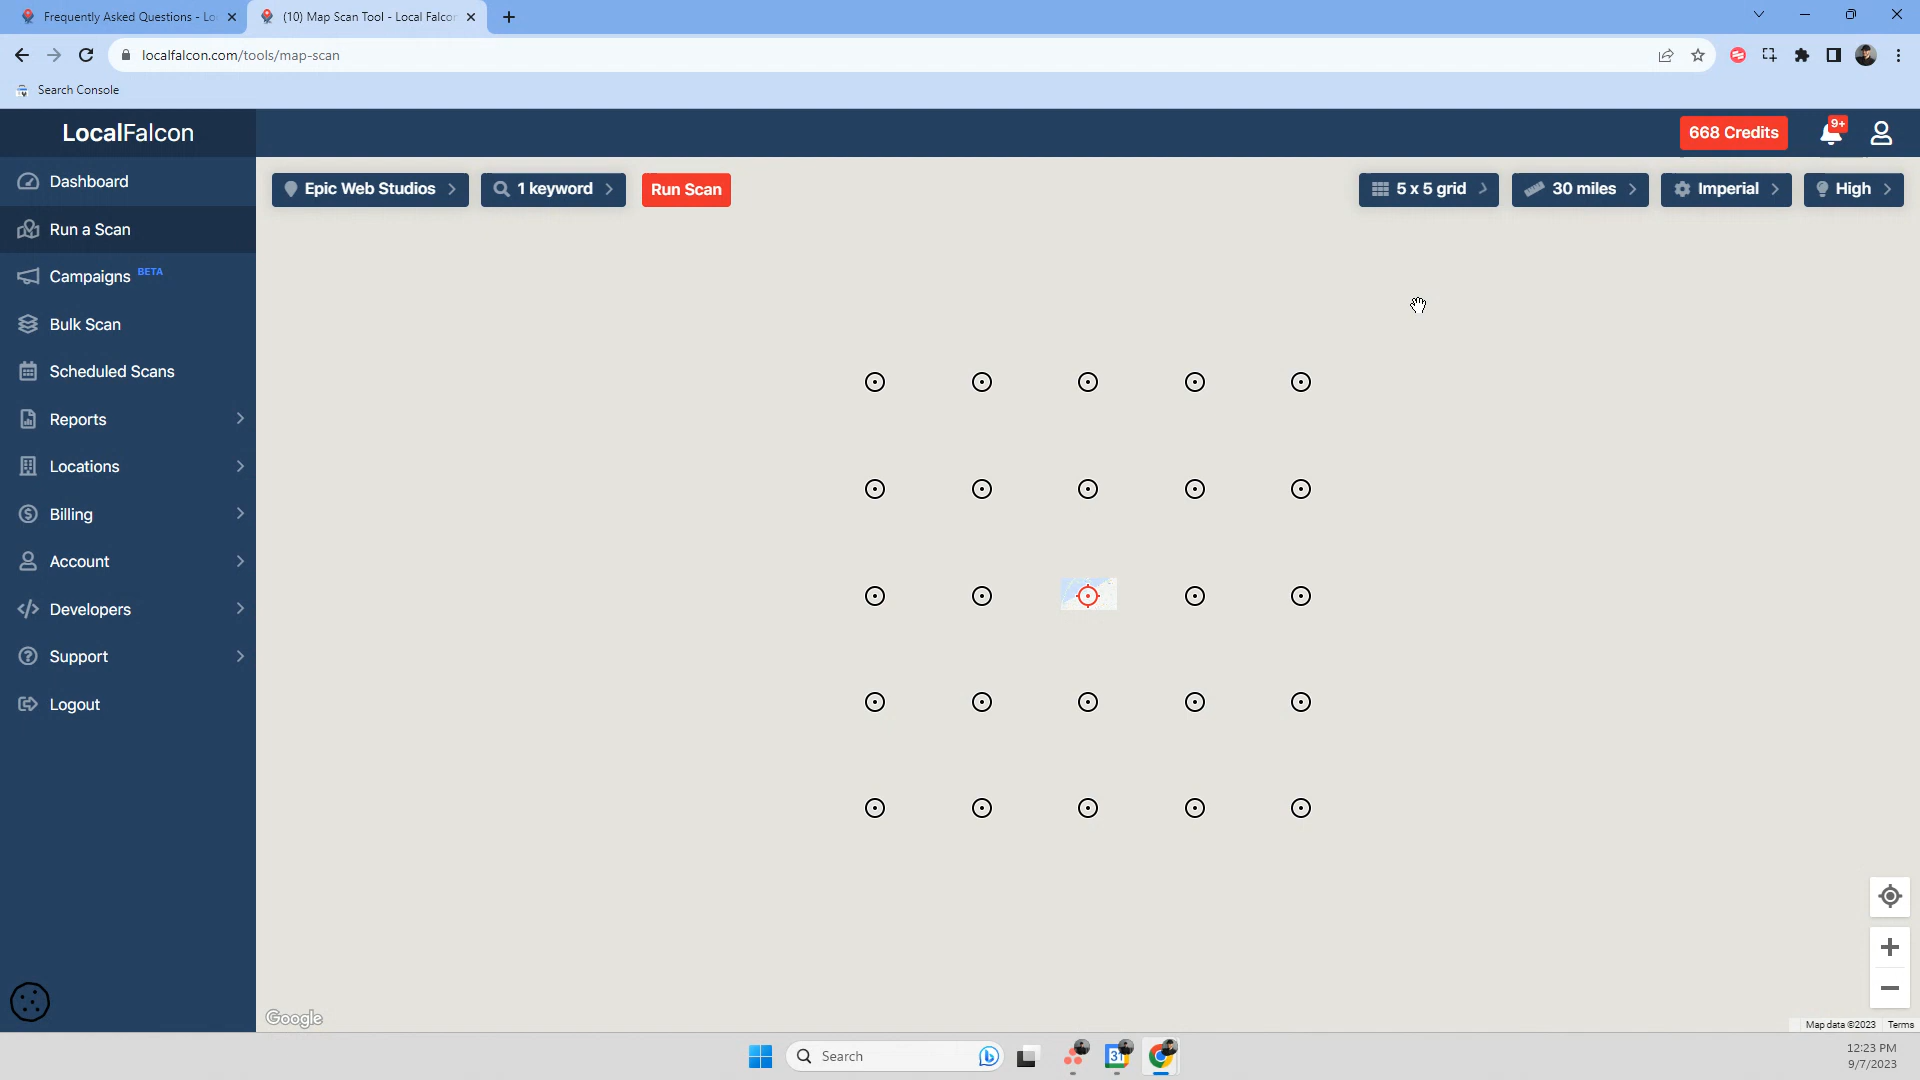 Frequently Asked Questions - Lo
(10) Map Scan Tool - Local Falcon
localfalcon.com/tools/map-scan
Search Console
LocalFalcon
668 Credits
9+
Dashboard
Run a Scan
Campaigns BETA
Bulk Scan
Scheduled Scans
Reports
Locations
Billing
Account
Developers
Support
Logout
Epic Web Studios
1 keyword
Run Scan
5 x 5 grid
30 miles
Imperial
High
Google
Map data ©2023
Terms
Search
31
12:23 PM
9/7/2023